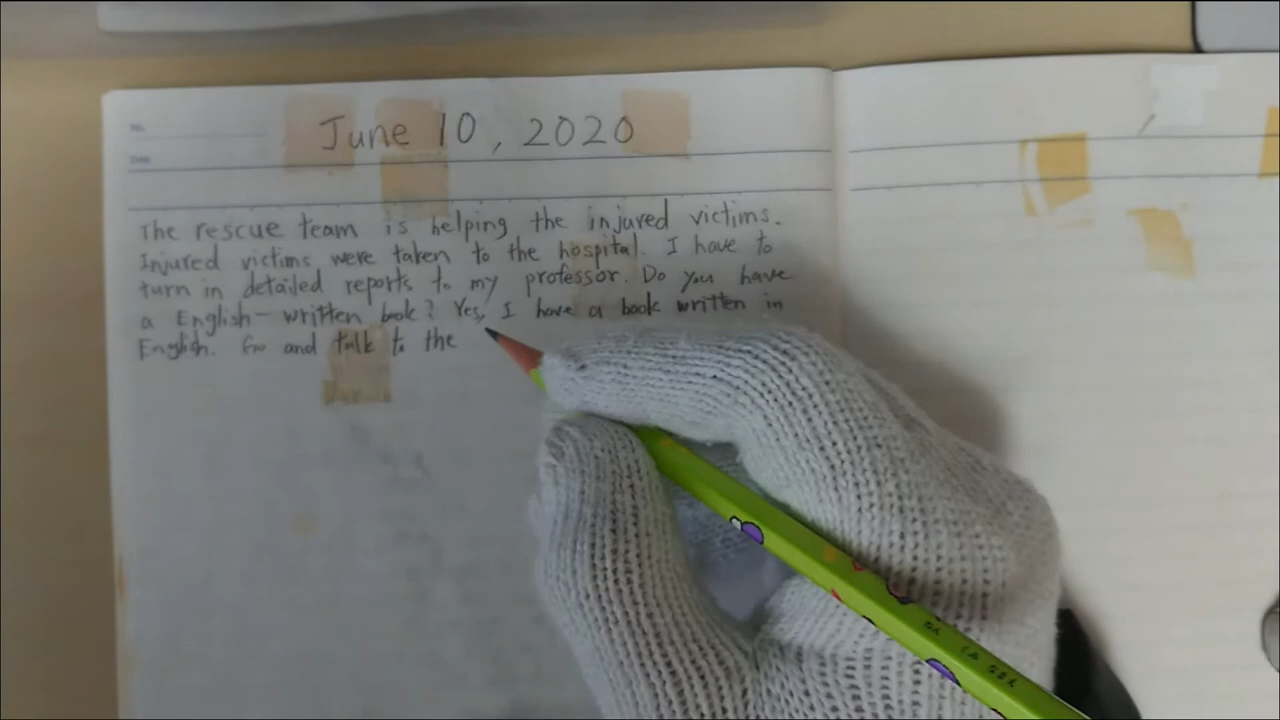 June 10, 2020
The rescue team is helping the injured victims.
Injured victims were taken to the hospital. I have to
turn in detailed reports to my professor. Do you have
a English-written book? Yes, I have a book written in
English. Go and talk to the